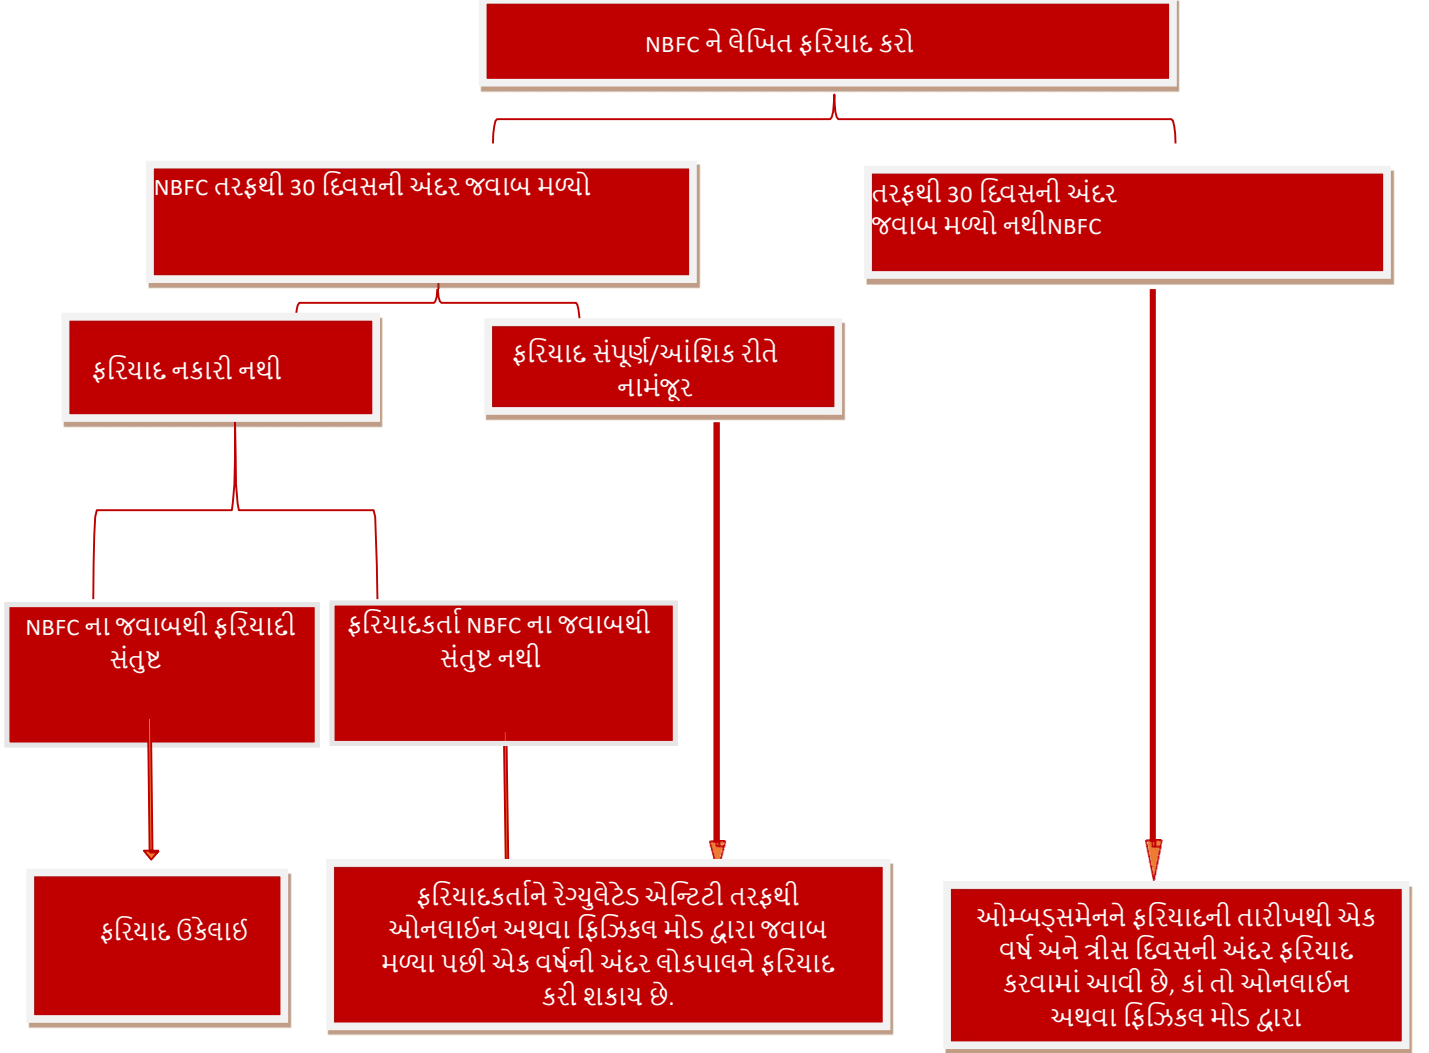 NBFC ને લેખિત ફરિયાદ કરો
NBFC તરફથી 30 દિવસની અંદર જવાબ મળ્યો
તરફથી 30 દિવસની અંદર
જવાબ મળ્યો નથીNBFC
ફરિયાદ નકારી નથી
ફરિયાદ સંપૂર્ણ/આંશિક રીતે
નામંજૂર
NBFC ના જવાબથી ફરિયાદી
સંતુષ્ટ
ફરિયાદકર્તા NBFC ના જવાબથી
સંતુષ્ટ નથી
ફરિયાદ ઉકેલાઈ
ફરિયાદકર્તાને રેગ્યુલેટેડ એન્ટિટી તરફથી
ઓનલાઈન અથવા ફિઝિકલ મોડ દ્વારા જવાબ
મળ્યા પછી એક વર્ષની અંદર લોકપાલને ફરિયાદ
કરી શકાય છે.
ઓમ્બડ્સમેનને ફરિયાદની તારીખથી એક
વર્ષ અને ત્રીસ દિવસની અંદર ફરિયાદ
કરવામાં આવી છે, કાં તો ઓનલાઈન
અથવા ફિઝિકલ મોડ દ્વારા